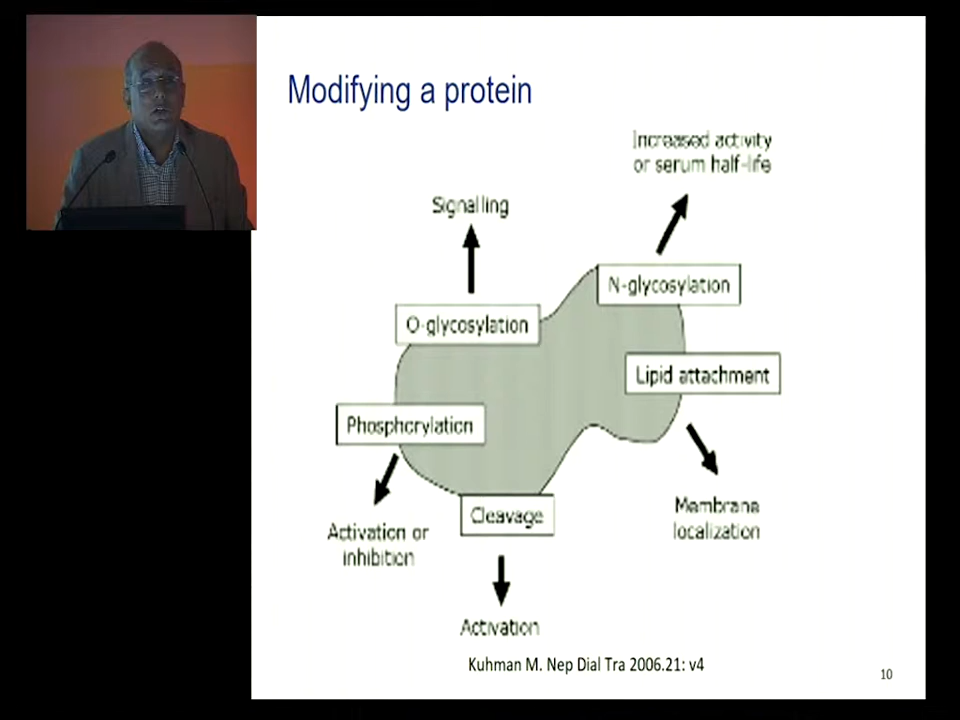 Modifying a protein
Increased activity
or serum half-life
Signalling
N-glycosylation
O-glycosylation
Lipid attachment
Phosphorylation
Cleavage
Membrane
localization
Activation or
inhibition
Activation
Kuhman M. Nep Dial Tra 2006.21: v4
10